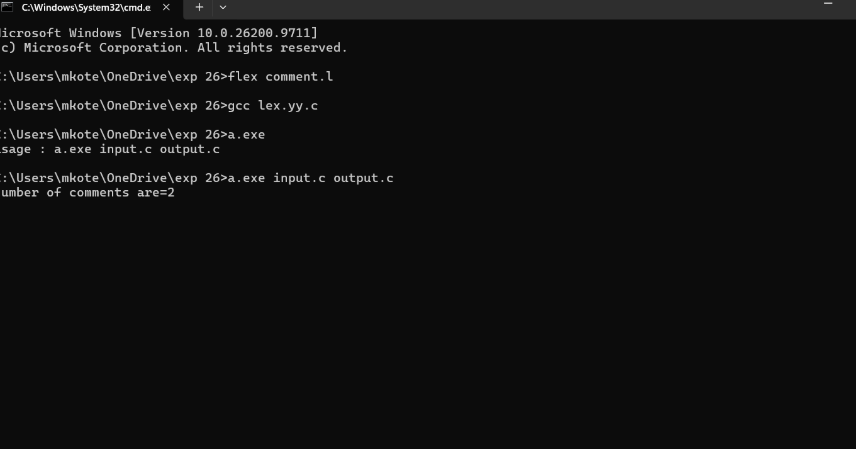 C:\Windows\System32\cmd.e
icrosoft Windows [Version 10.0.26200.9711]
c) Microsoft Corporation. All rights reserved.
:\Users\mkote\OneDrive\exp 26>flex comment.l
:\Users\mkote\OneDrive\exp 26>gcc lex.yy.c
:\Users\mkote\OneDrive\exp 26>a.exe
sage : a.exe input.c output.c
:\Users\mkote\OneDrive\exp 26>a.exe input.c output.c
umber of comments are=2